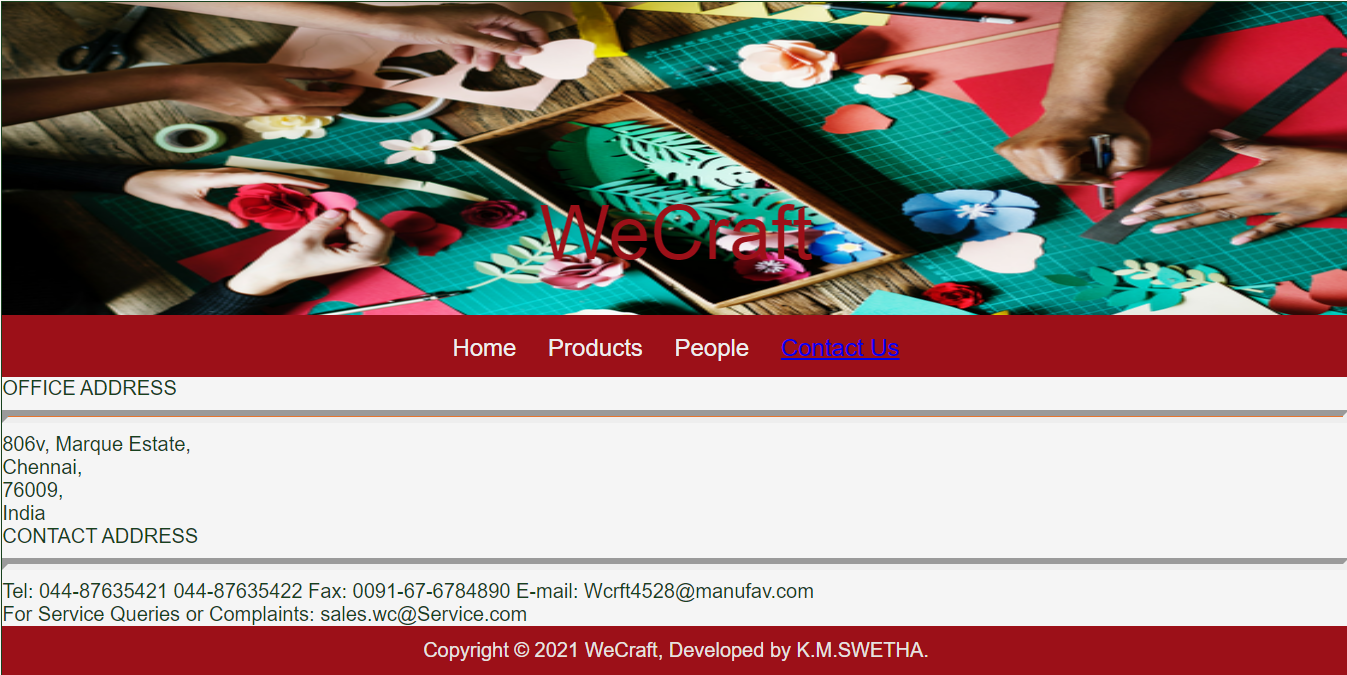 WeCraft
Home Products People Contact Us
OFFICE ADDRESS
806v, Marque Estate,
Chennai,
76009,
India
CONTACT ADDRESS
Tel: 044-87635421 044-87635422 Fax: 0091-67-6784890 E-mail: Wcrft4528@manufav.com
For Service Queries or Complaints: sales.wc@Service.com
Copyright © 2021 WeCraft, Developed by K.M.SWETHA.